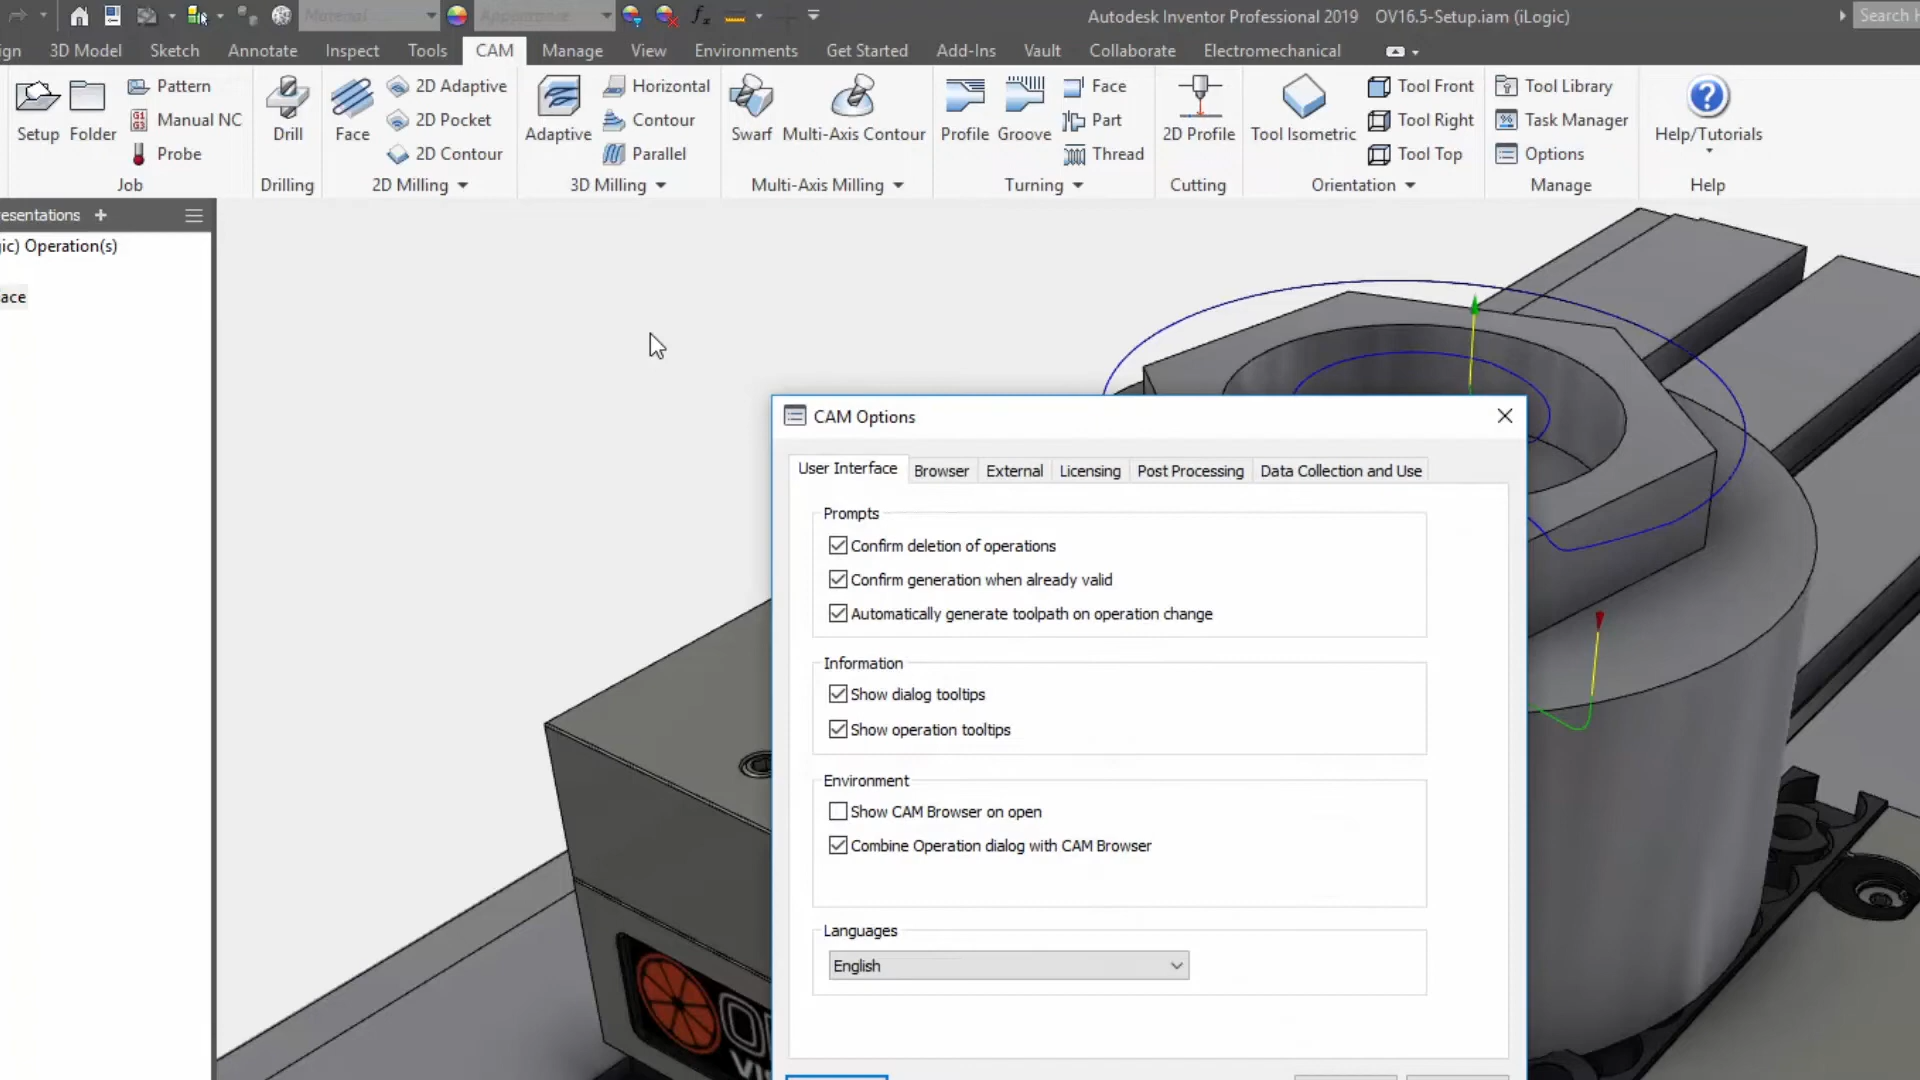 Material
Appearance
Autodesk Inventor Professional 2019 OV16.5-Setup.iam (iLogic)
Search H
ign 3D Model Sketch Annotate Inspect Tools CAM Manage View Environments Get Started Add-Ins Vault Collaborate Electromechanical
Setup Folder Pattern Manual NC Probe
Drill
Face 2D Adaptive 2D Pocket 2D Contour
Adaptive Horizontal Contour Parallel
Swarf Multi-Axis Contour
Profile Groove Face Part Thread
2D Profile
Tool Isometric Tool Front Tool Right Tool Top
Tool Library Task Manager Options
Help/Tutorials
Job Drilling 2D Milling 3D Milling Multi-Axis Milling Turning Cutting Orientation Manage Help
esentations +
gic) Operation(s)
ace
CAM Options
User Interface Browser External Licensing Post Processing Data Collection and Use
Prompts
Confirm deletion of operations
Confirm generation when already valid
Automatically generate toolpath on operation change
Information
Show dialog tooltips
Show operation tooltips
Environment
Show CAM Browser on open
Combine Operation dialog with CAM Browser
Languages
English